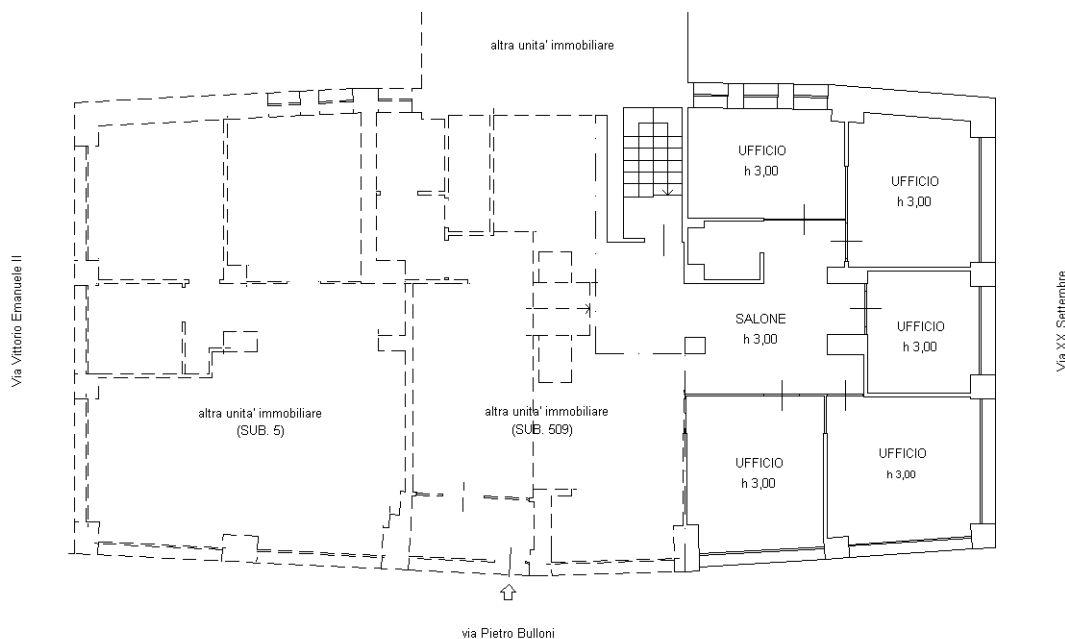 altra unita' immobiliare
UFFICIO
h 3,00
UFFICIO
h 3,00
Via Vittorio Emanuele II
SALONE
h 3,00
UFFICIO
h 3,00
Via XX Settembre
altra unita' immobiliare
(SUB. 5)
altra unita' immobiliare
(SUB. 509)
UFFICIO
h 3,00
UFFICIO
h 3,00
via Pietro Bulloni